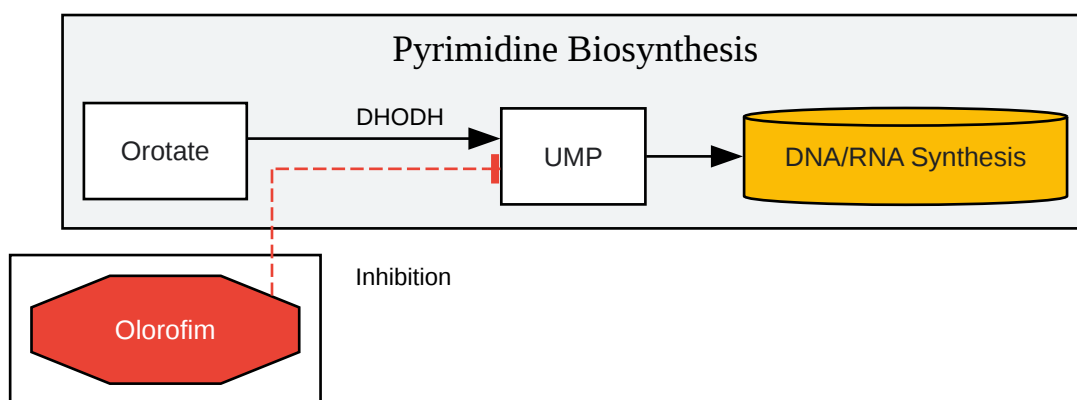 Pyrimidine Biosynthesis
DHODH
Orotate
UMP
DNA/RNA Synthesis
Inhibition
Olorofim